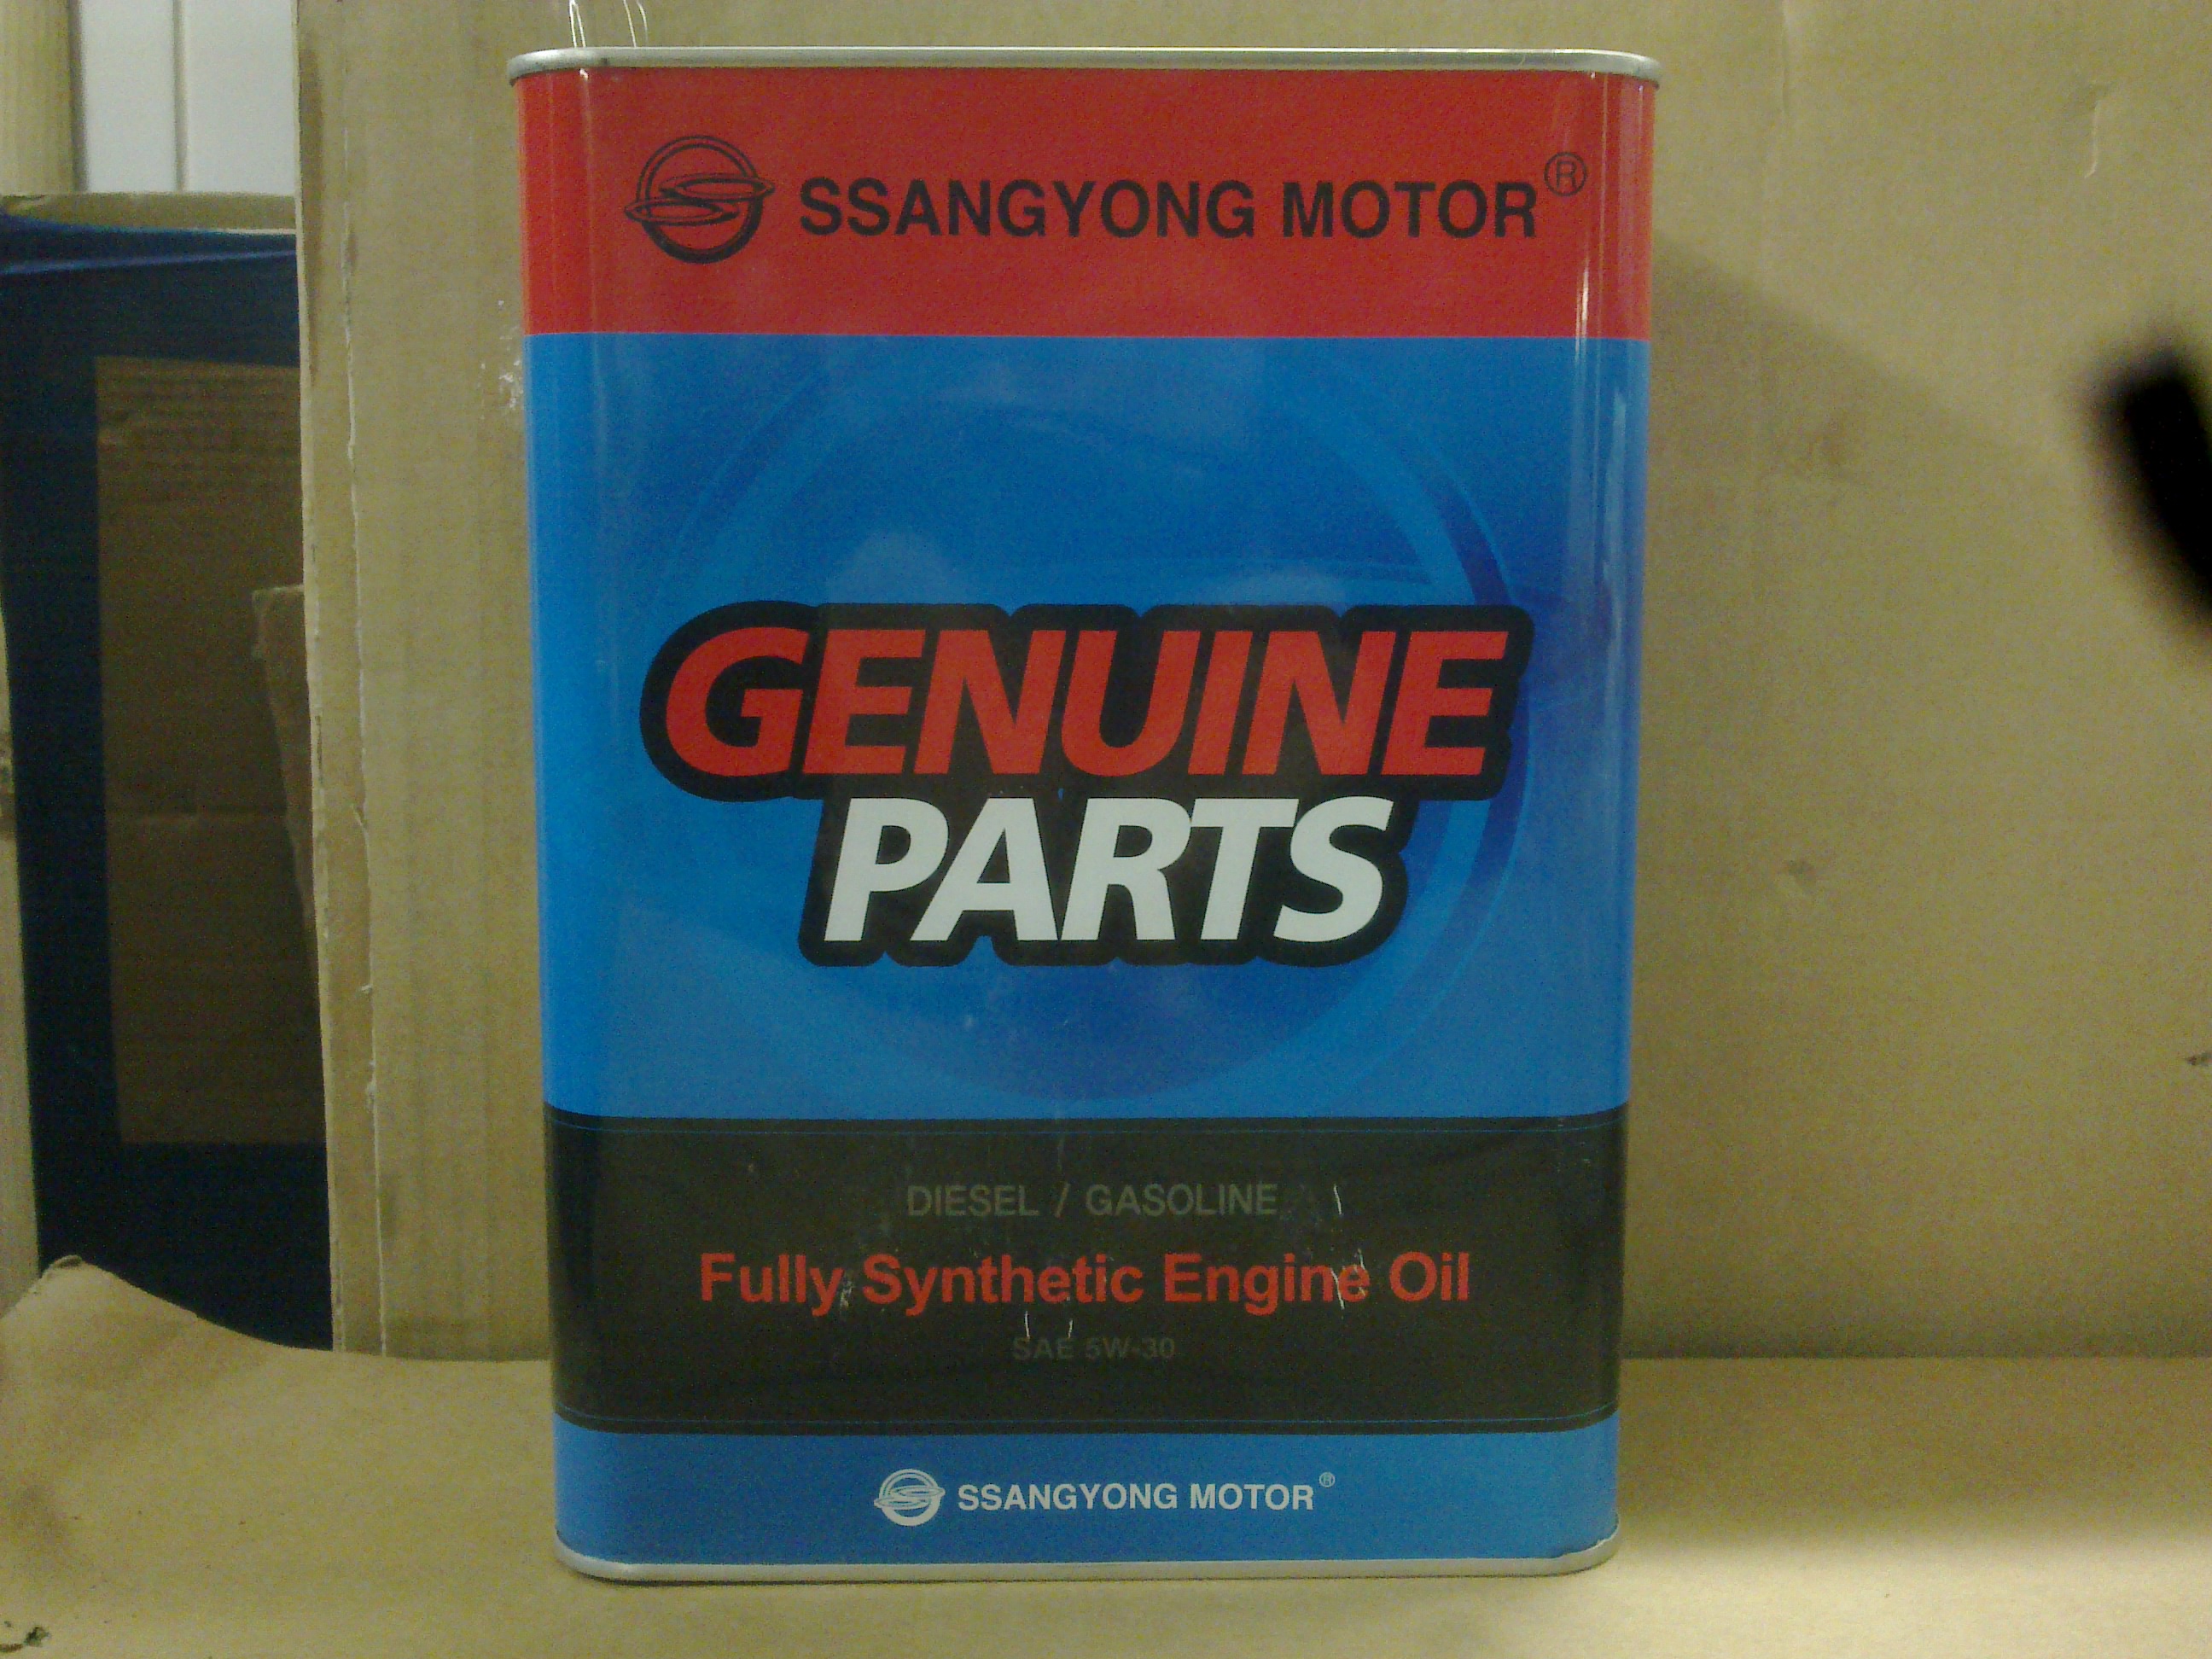 SSANGYONG MOTOR®
GENUINE
PARTS
DIESEL / GASOLINE
Fully Synthetic Engine Oil
SAE 5W-30
SSANGYONG MOTOR®